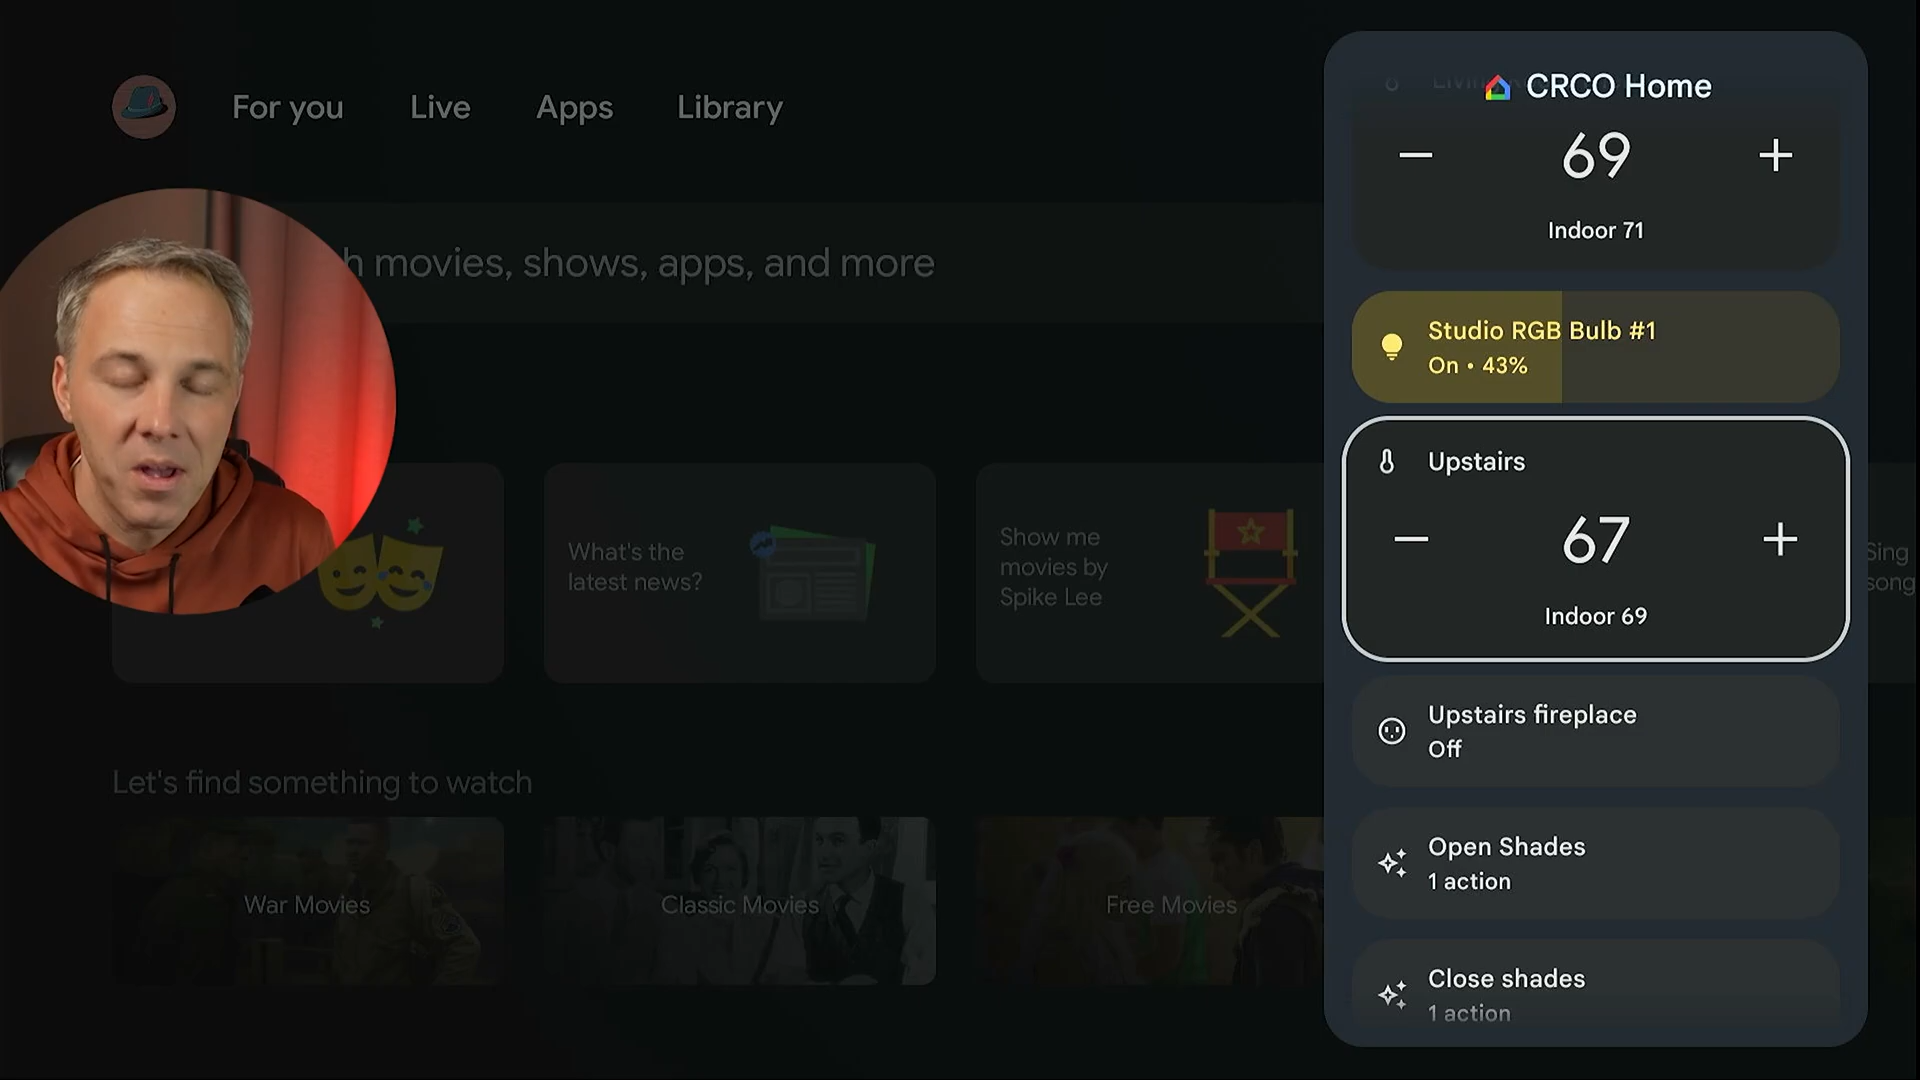 For you
Live
Apps
Library
h movies, shows, apps, and more
What's the
latest news?
Show me
movies by
Spike Lee
Sing
song
Let's find something to watch
War Movies
Classic Movies
Free Movies
CRCO Home
69
Indoor 71
Studio RGB Bulb #1
On • 43%
Upstairs
67
Indoor 69
Upstairs fireplace
Off
Open Shades
1 action
Close shades
1 action